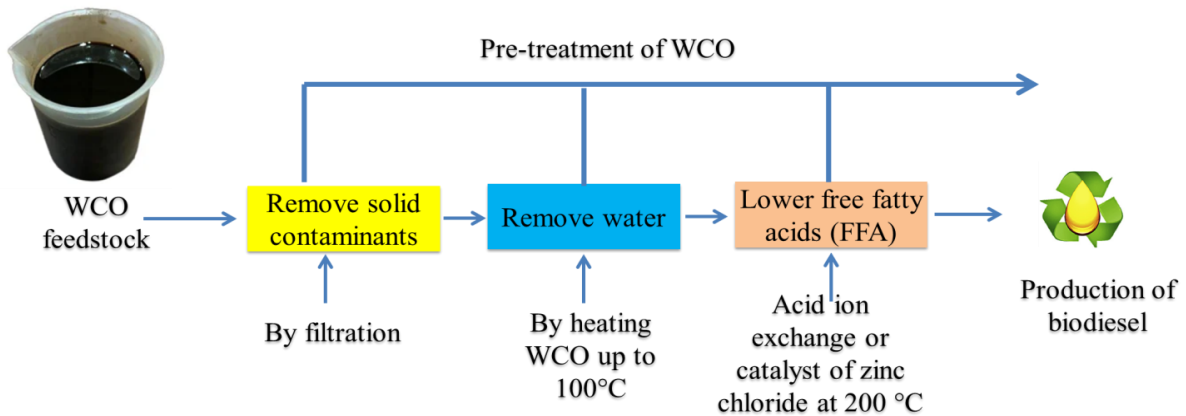 Pre-treatment of WCO
WCO
feedstock
Remove solid
contaminants
Remove water
Lower free fatty
acids (FFA)
By filtration
By heating
WCO up to
100°C
Acid ion
exchange or
catalyst of zinc
chloride at 200 °C
Production of
biodiesel